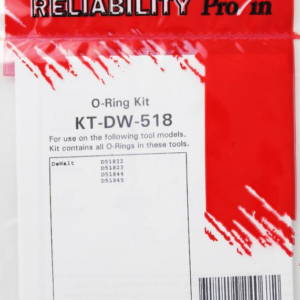 RELIABILITY Pro/in
O-Ring Kit
KT-DW-518
For use on the following tool models.
Kit contains all O-Rings in these tools.
DeWalt D51822
D51823
D51844
D51845